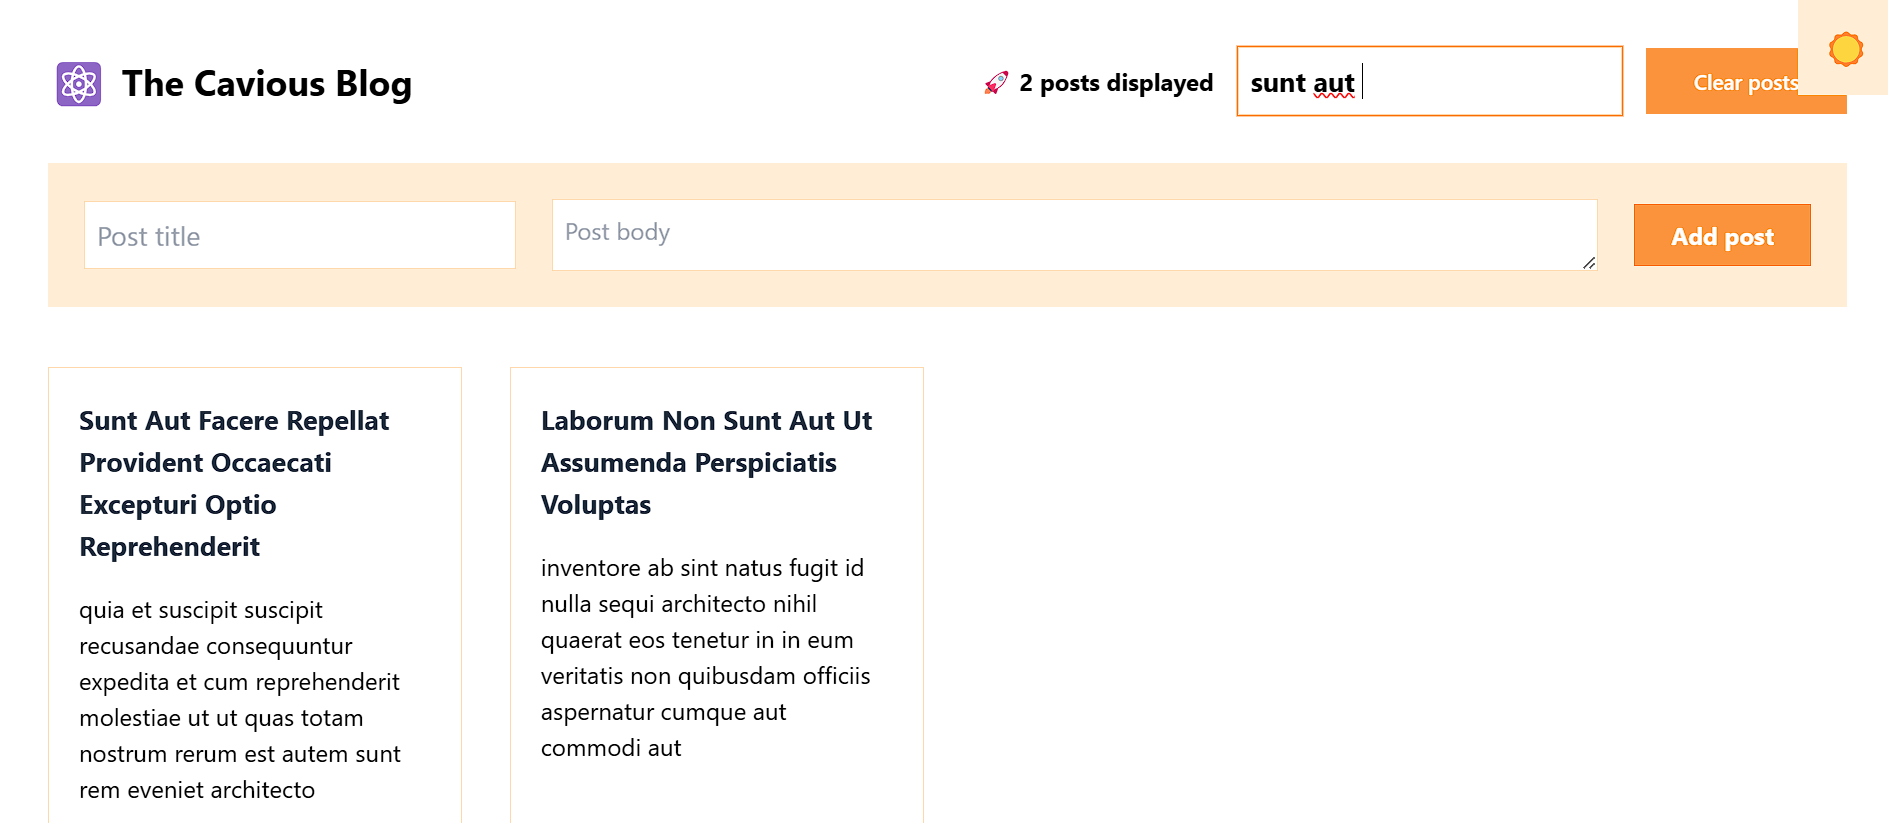 The Cavious Blog
🚀 2 posts displayed
sunt aut
Clear posts
Post title
Post body
Add post
Sunt Aut Facere Repellat
Provident Occaecati
Excepturi Optio
Reprehenderit
quia et suscipit suscipit
recusandae consequuntur
expedita et cum reprehenderit
molestiae ut ut quas totam
nostrum rerum est autem sunt
rem eveniet architecto
Laborum Non Sunt Aut Ut
Assumenda Perspiciatis
Voluptas
inventore ab sint natus fugit id
nulla sequi architecto nihil
quaerat eos tenetur in in eum
veritatis non quibusdam officiis
aspernatur cumque aut
commodi aut